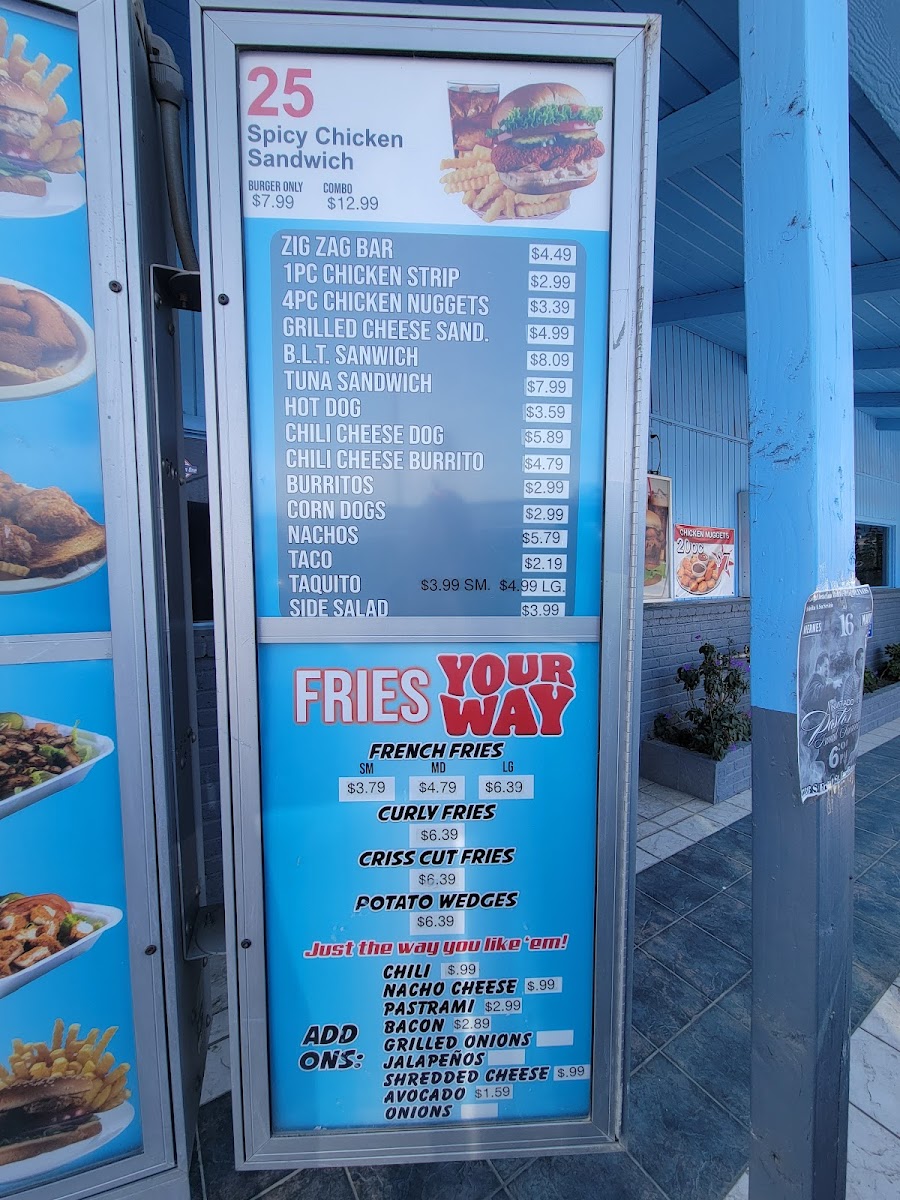 25
Spicy Chicken
Sandwich
BURGER ONLY COMBO
$7.99 $12.99
ZIG ZAG BAR $4.49
1PC CHICKEN STRIP $2.99
4PC CHICKEN NUGGETS $3.39
GRILLED CHEESE SAND. $4.99
B.L.T. SANWICH $8.09
TUNA SANDWICH $7.99
HOT DOG $3.59
CHILI CHEESE DOG $5.89
CHILI CHEESE BURRITO $4.79
BURRITOS $2.99
CORN DOGS $2.99
NACHOS $5.79
TACO $2.19
TAQUITO $3.99 SM. $4.99 LG.
SIDE SALAD $3.99
FRIES YOUR WAY
FRENCH FRIES
SM MD LG
$3.79 $4.79 $6.39
CURLY FRIES
$6.39
CRISS CUT FRIES
$6.39
POTATO WEDGES
$6.39
Just the way you like 'em!
ADD ONS:
CHILI $.99
NACHO CHEESE $.99
PASTRAMI $2.99
BACON $2.89
GRILLED ONIONS
JALAPEÑOS
SHREDDED CHEESE $.99
AVOCADO $1.59
ONIONS
CHICKEN NUGGETS
20PC
VIERNES 16
6